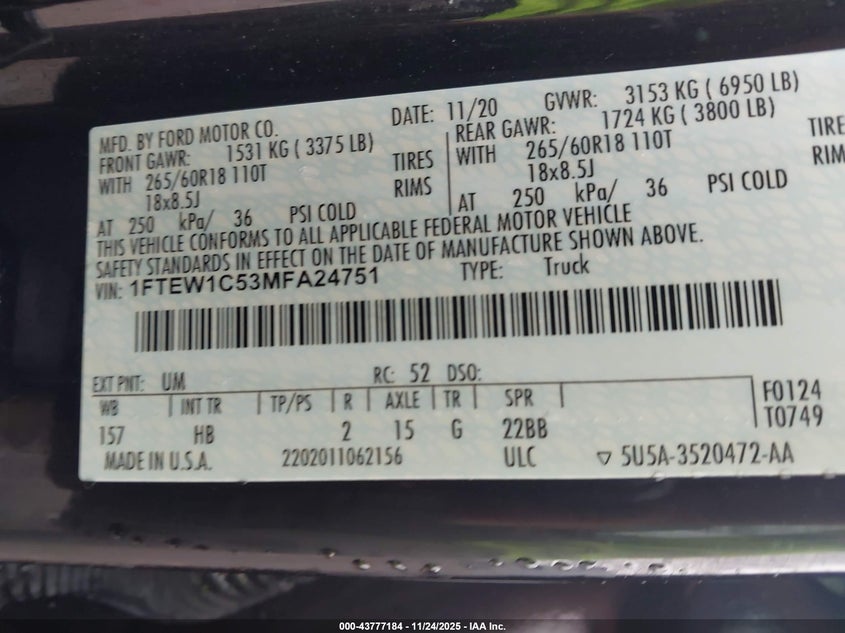 MFD. BY FORD MOTOR CO. DATE: 11/20 GVWR: 3153 KG ( 6950 LB)
FRONT GAWR: 1531 KG ( 3375 LB) REAR GAWR: 1724 KG ( 3800 LB)
WITH 265/60R18 110T TIRES WITH 265/60R18 110T TIRE
18x8.5J RIMS 18x8.5J RIM
AT 250 kPa/ 36 PSI COLD AT 250 kPa/ 36 PSI COLD
THIS VEHICLE CONFORMS TO ALL APPLICABLE FEDERAL MOTOR VEHICLE
SAFETY STANDARDS IN EFFECT ON THE DATE OF MANUFACTURE SHOWN ABOVE.
VIN: 1FTEW1C53MFA24751 TYPE: Truck
EXT PNT: UM RC: 52 DSO:
WB INT TR TP/PS R AXLE TR SPR F0124
157 HB 2 15 G 22BB T0749
MADE IN U.S.A. 2202011062156 ULC ▽ 5U5A-3520472-AA
000-43777184 - 11/24/2025 - IAA Inc.